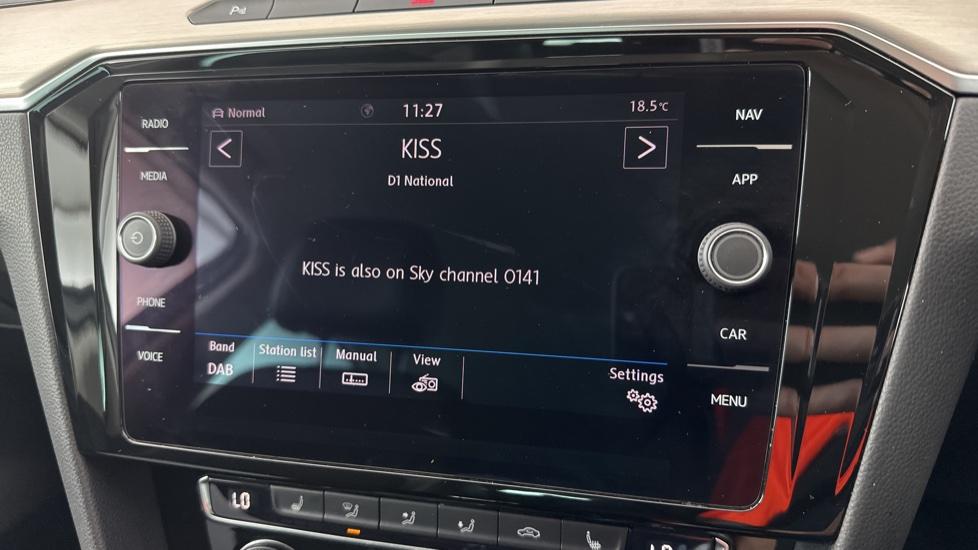 P
Normal
11:27
18.5°C
KISS
D1 National
KISS is also on Sky channel 0141
Band
DAB
Station list
Manual
View
Settings
RADIO
MEDIA
PHONE
VOICE
NAV
APP
CAR
MENU
LO
LO